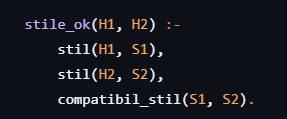 stile_ok(H1, H2) :-
    stil(H1, S1),
    stil(H2, S2),
    compatibil_stil(S1, S2).